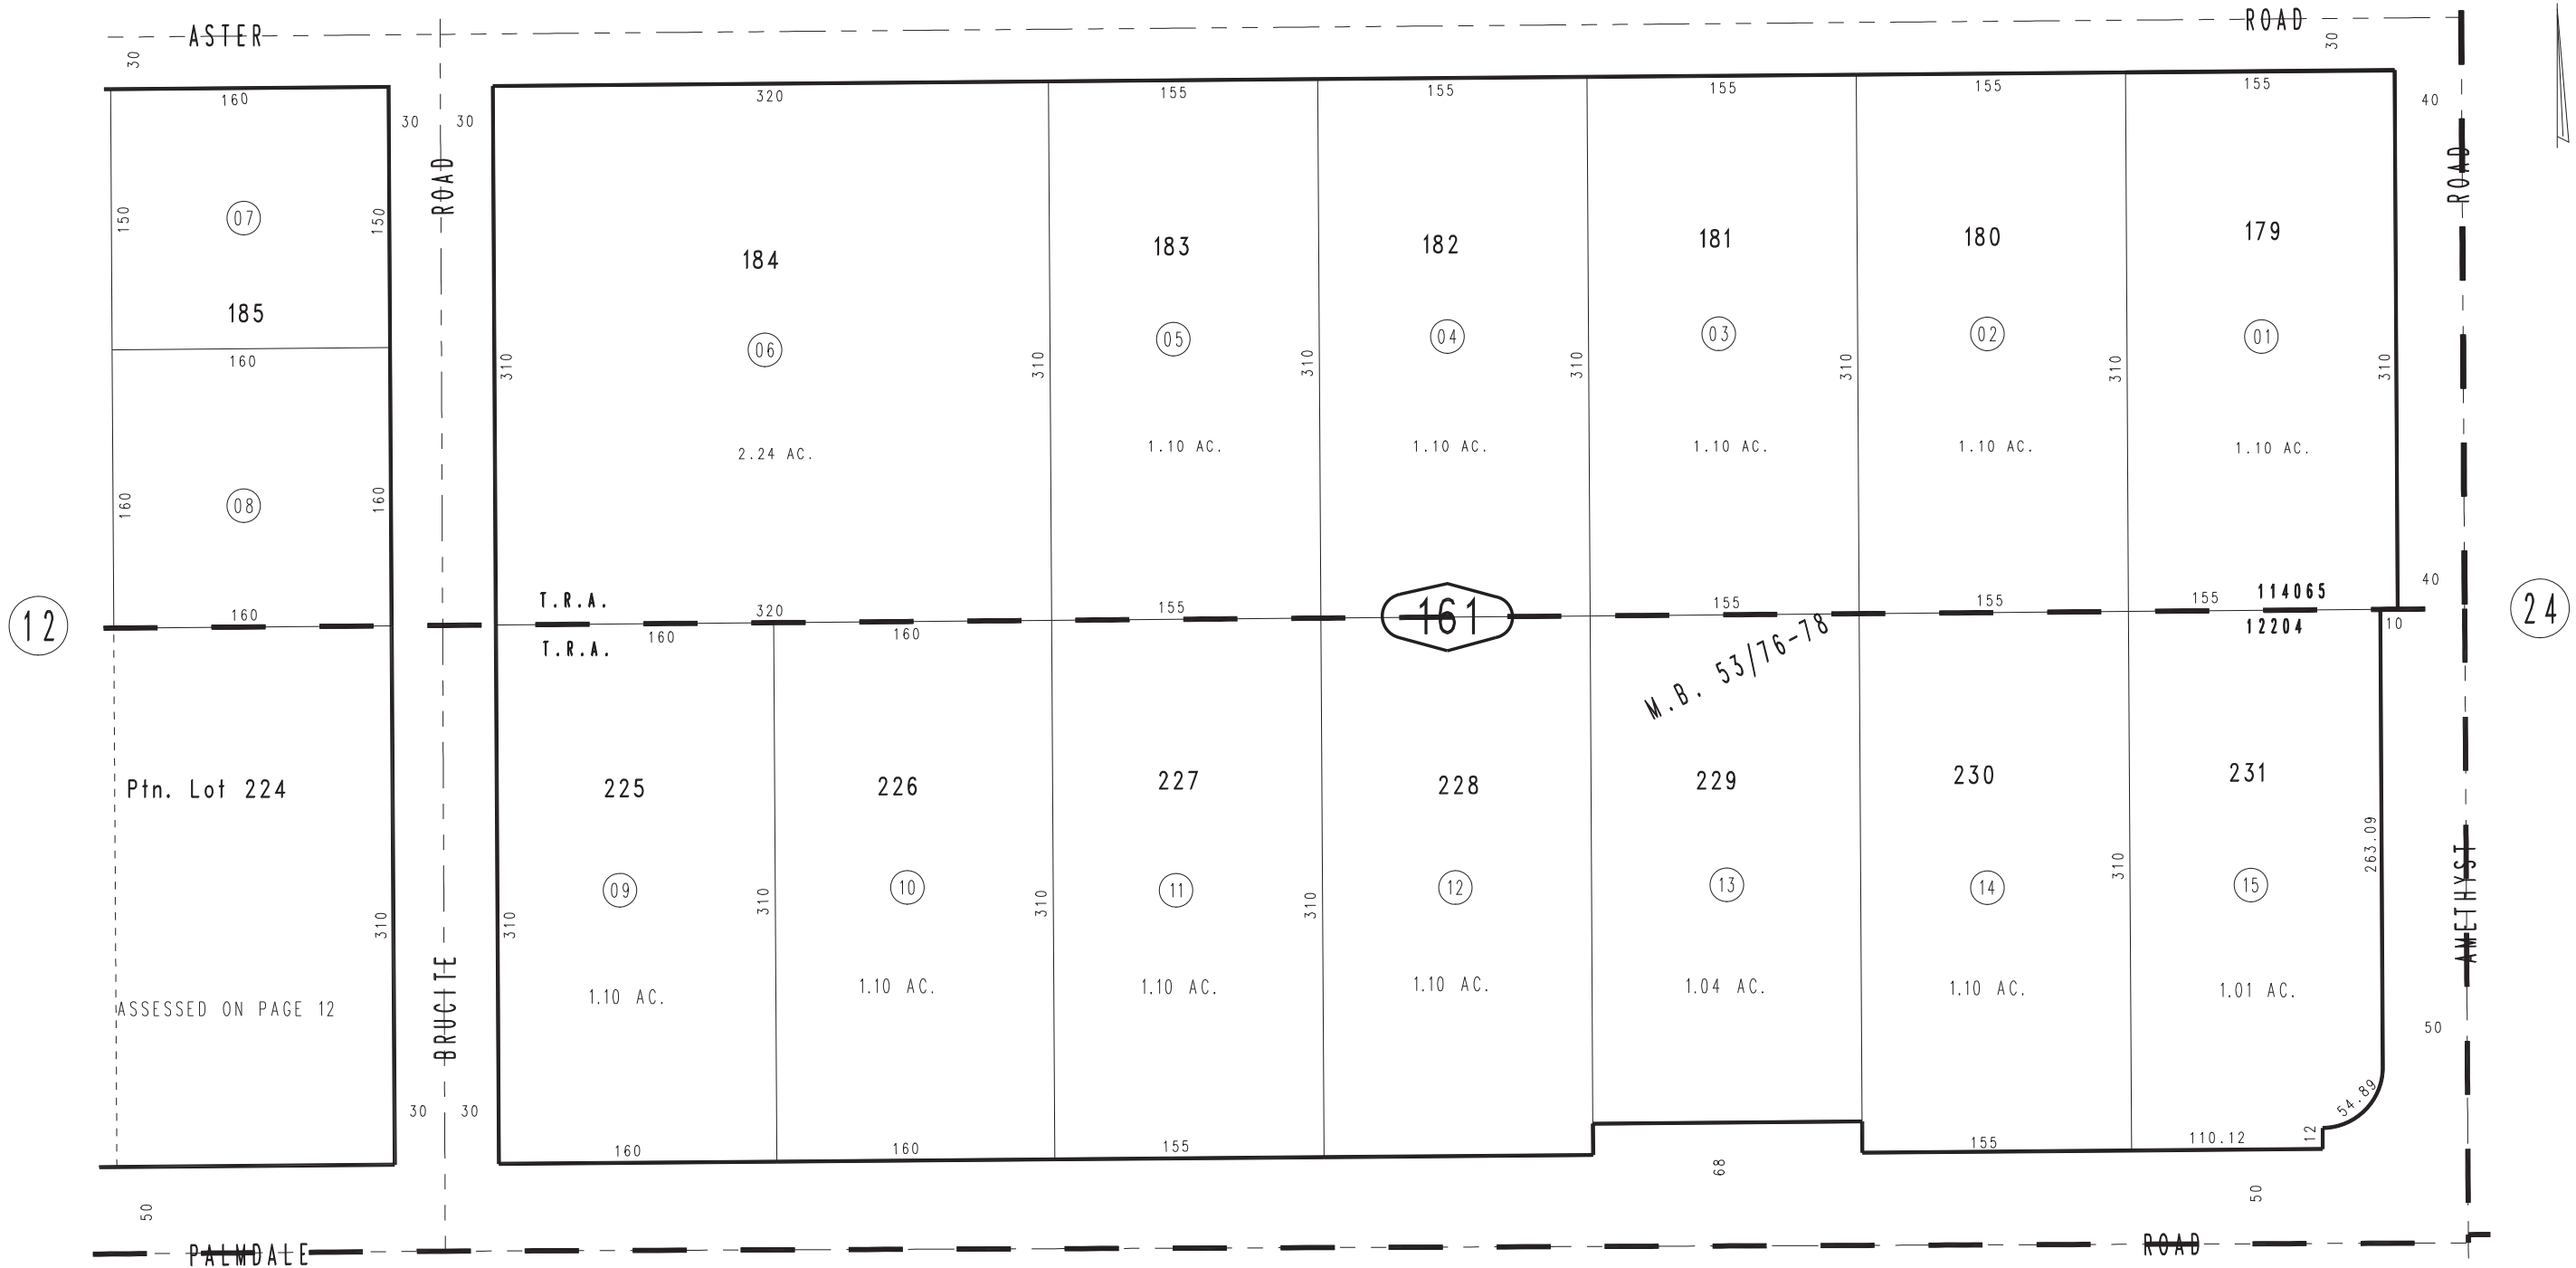 ASTER ROAD
30 30
160 320 155 155 155 155 155
30 30 40
ROAD ROAD
150 07 150
184 183 182 181 180 179
185
06 05 04 03 02 01
160 310 310 310 310 310 310 310
2.24 AC. 1.10 AC. 1.10 AC. 1.10 AC. 1.10 AC. 1.10 AC.
160 08 160
T.R.A. 114065 40
12 160 320 155 161 155 155 155 24
T.R.A. 160 160 12204 10
M.B. 53/76-78
Ptn. Lot 224 225 226 227 228 229 230 231
263.09
09 10 11 12 13 14 15
310 310 310 310 310 310
AMETHYST
1.10 AC. 1.10 AC. 1.10 AC. 1.10 AC. 1.04 AC. 1.10 AC. 1.01 AC.
ASSESSED ON PAGE 12
BRUCITE 50
30 30 54.89
160 160 155 155 110.12 12
68
50 50
PALMDALE ROAD